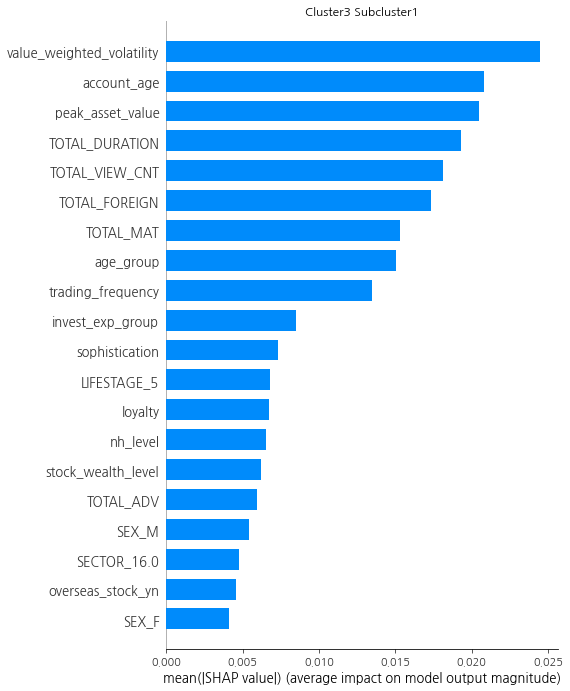 Cluster3 Subcluster1
value_weighted_volatility
account_age
peak_asset_value
TOTAL_DURATION
TOTAL_VIEW_CNT
TOTAL_FOREIGN
TOTAL_MAT
age_group
trading_frequency
invest_exp_group
sophistication
LIFESTAGE_5
loyalty
nh_level
stock_wealth_level
TOTAL_ADV
SEX_M
SECTOR_16.0
overseas_stock_yn
SEX_F
0.000 0.005 0.010 0.015 0.020 0.025
mean(|SHAP value|) (average impact on model output magnitude)